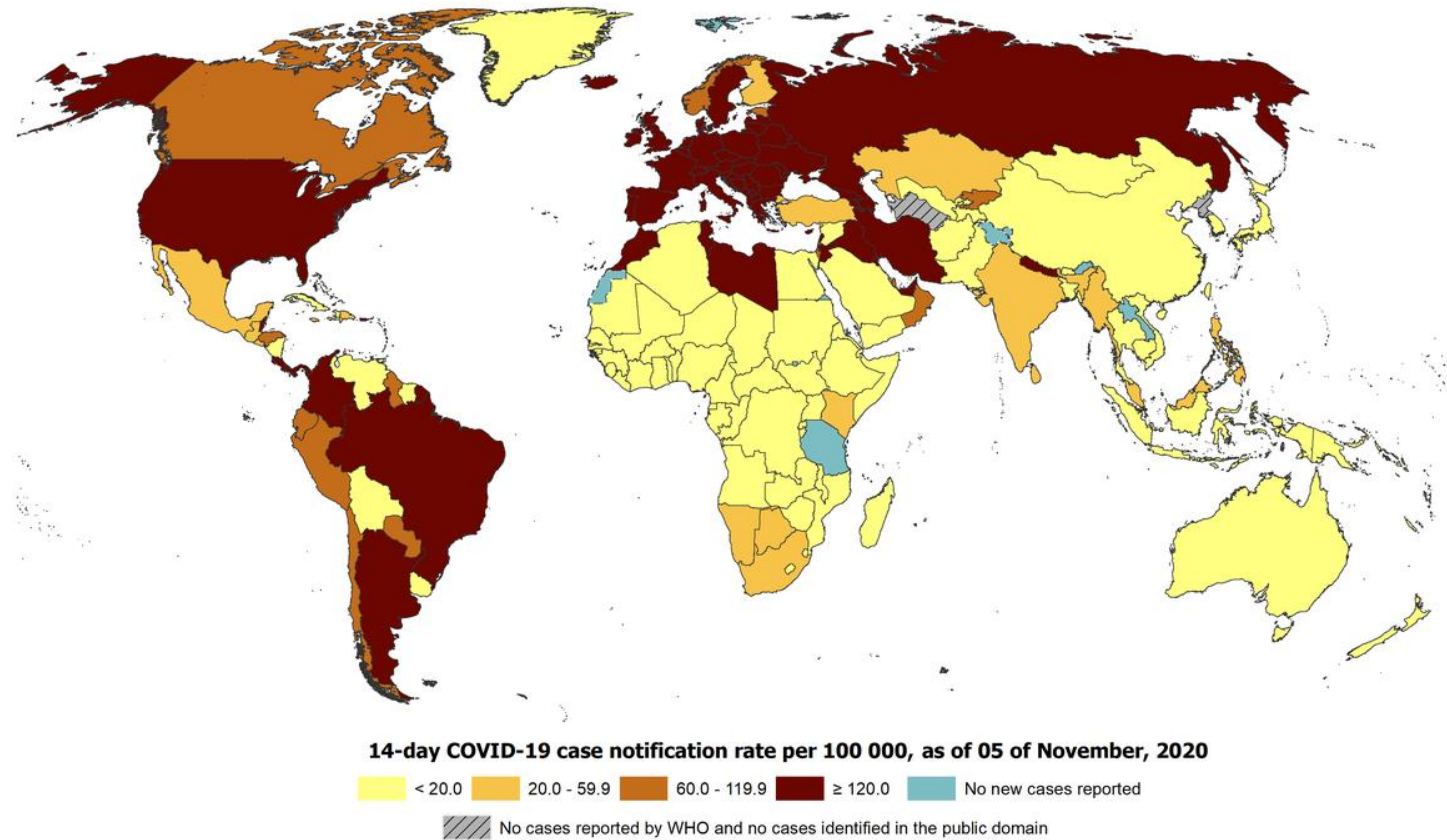 14-day COVID-19 case notification rate per 100 000, as of 05 of November, 2020
< 20.0 20.0 - 59.9 60.0 - 119.9 ≥ 120.0 No new cases reported
No cases reported by WHO and no cases identified in the public domain